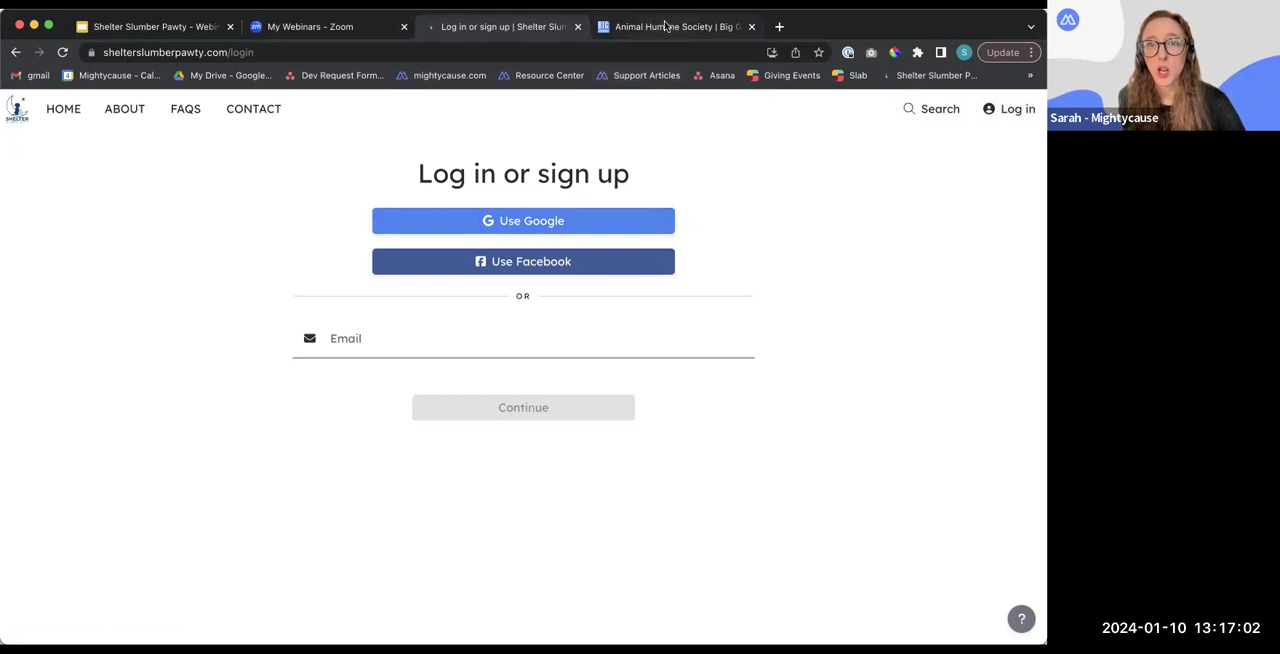 Shelter Slumber Pawty - Webin
My Webinars - Zoom
Log in or sign up | Shelter Slum
Animal Humane Society | Big G
shelterslumberpawty.com/login
S
Update
gmail
Mightycause - Cal...
My Drive - Google...
Dev Request Form...
mightycause.com
Resource Center
Support Articles
Asana
Giving Events
Slab
Shelter Slumber P...
»
SHELTER
HOME
ABOUT
FAQS
CONTACT
Search
Log in
Log in or sign up
Use Google
Use Facebook
OR
Email
Continue
?
Sarah - Mightycause
2024-01-10 13:17:02